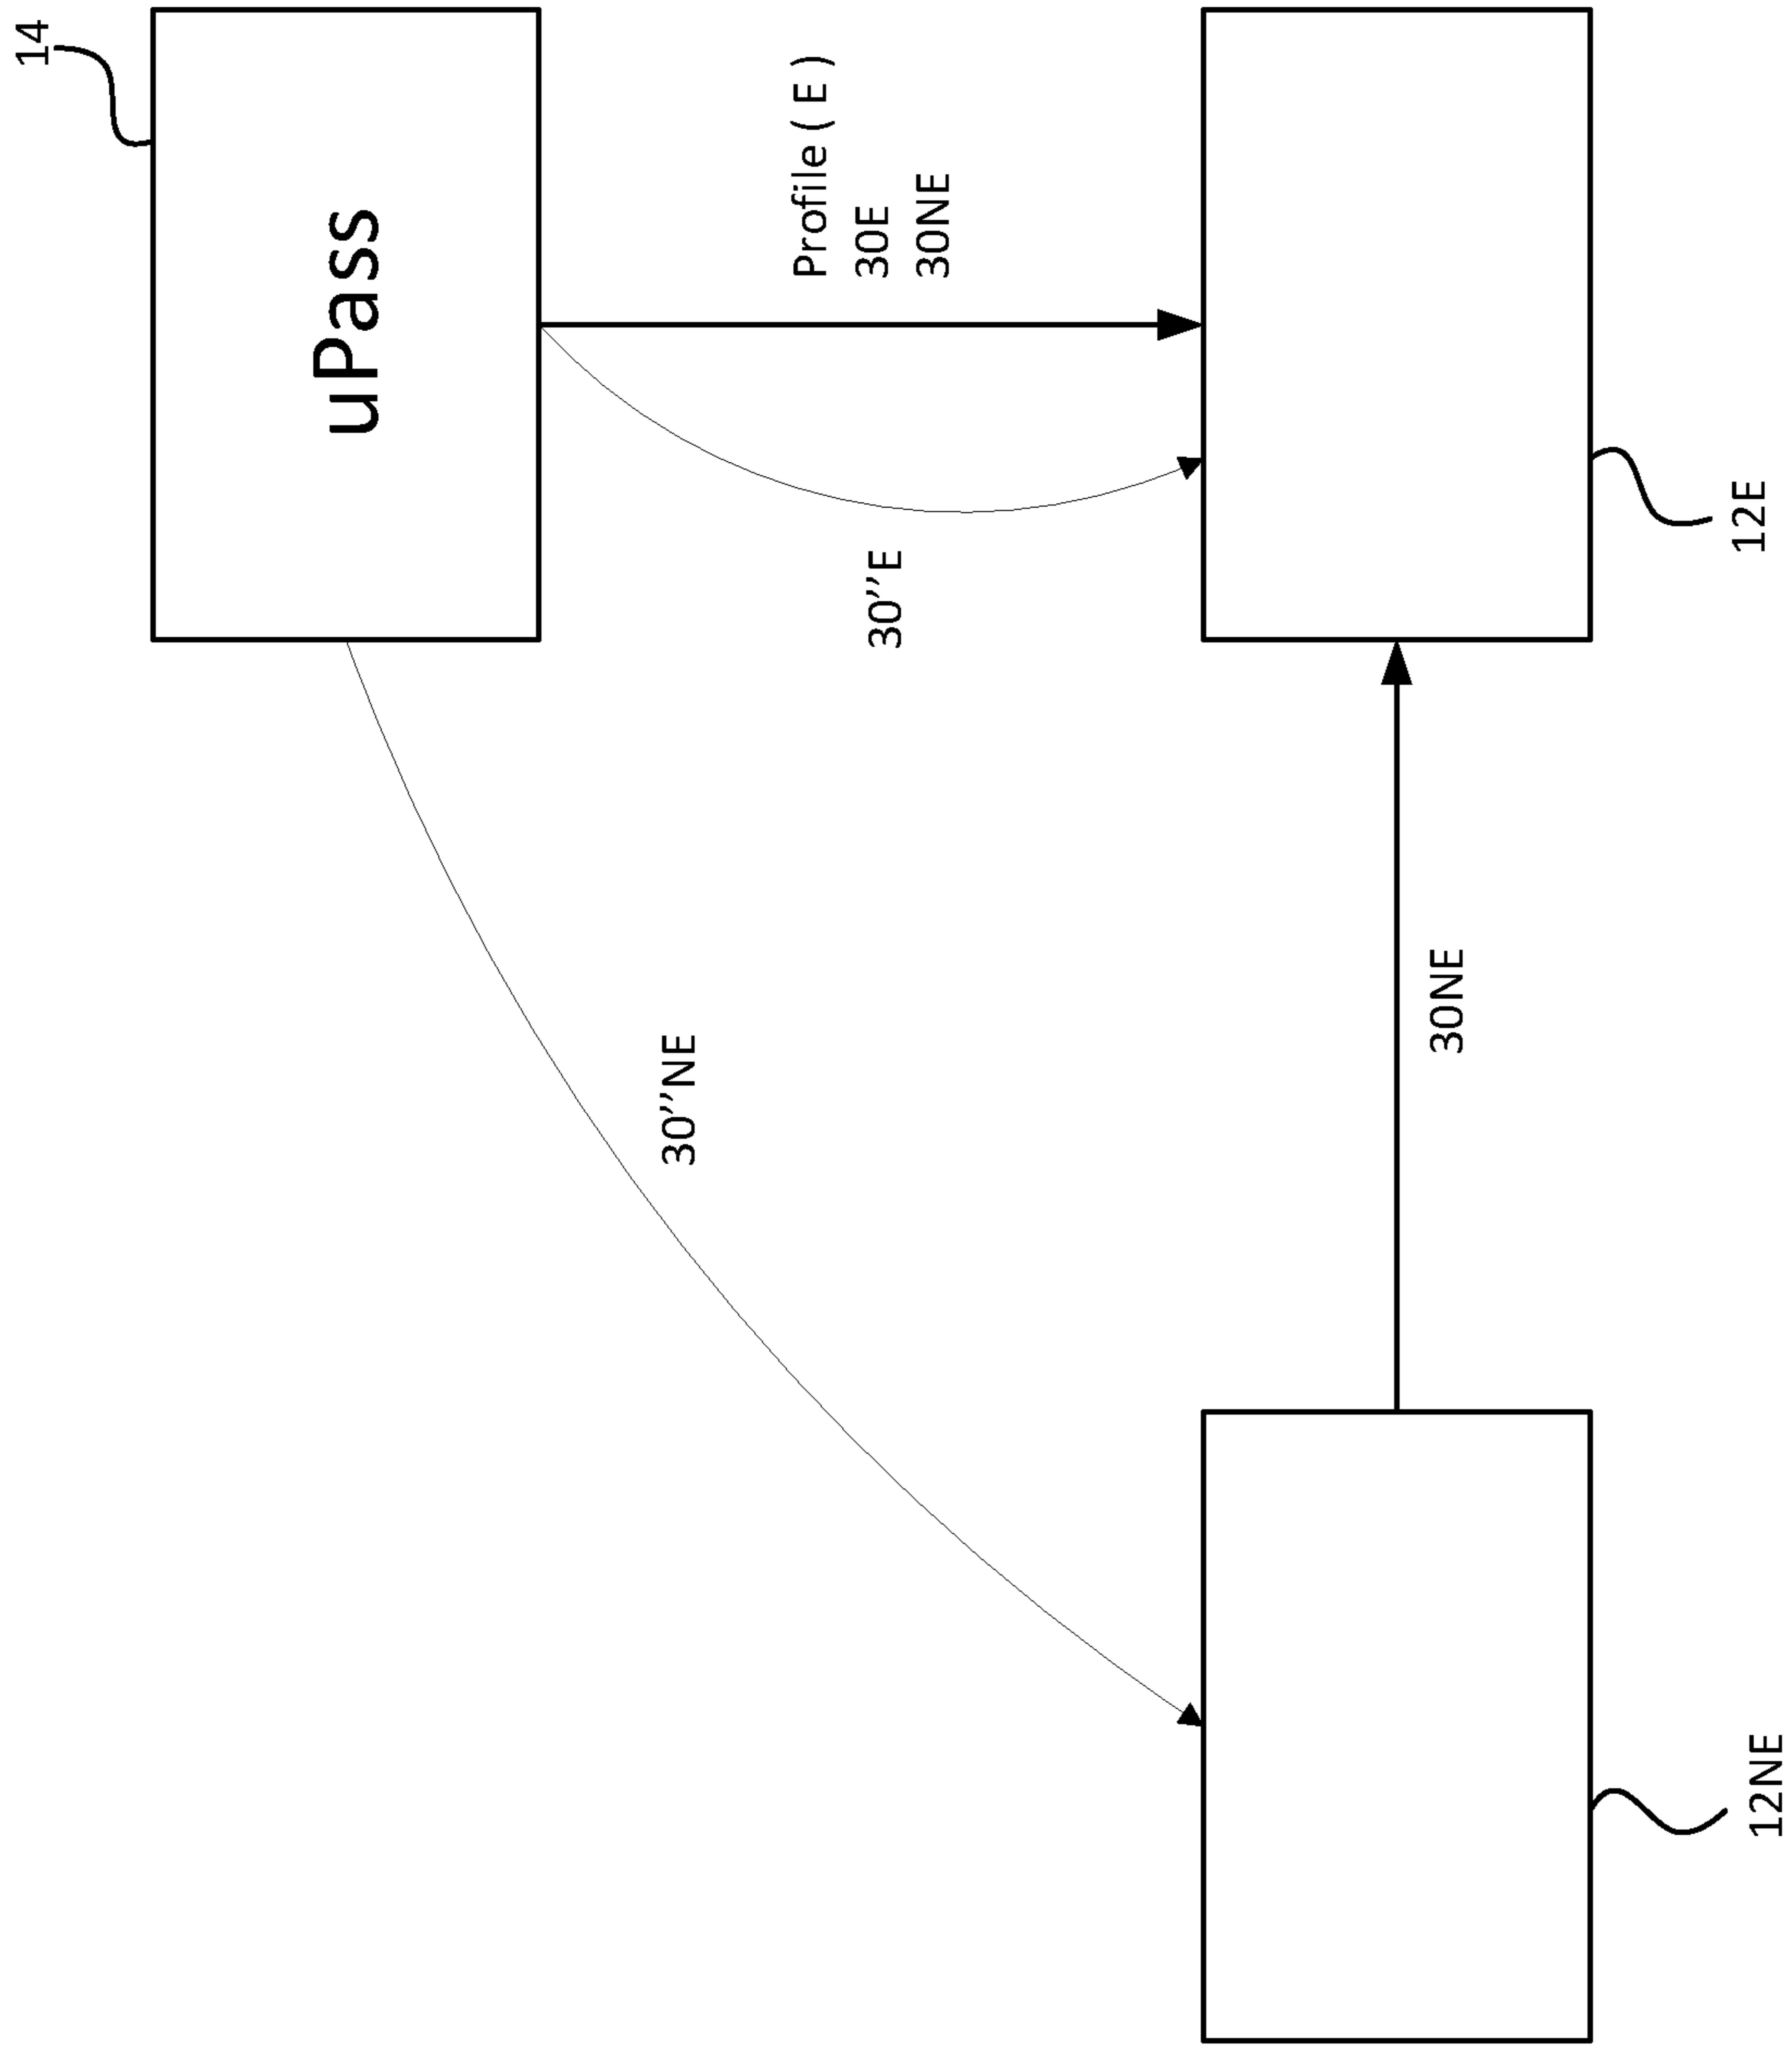 14
uPass
Profile ( E )
30E
30NE
30’’E
12E
30’’NE
30NE
12NE